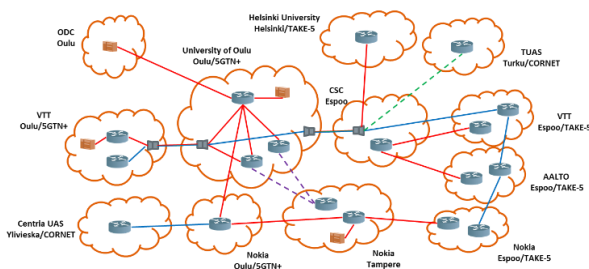 ODC
Oulu
University of Oulu
Oulu/5GTN+
Helsinki University
Helsinki/TAKE-5
TUAS
Turku/CORNET
CSC
Espoo
VTT
Oulu/5GTN+
VTT
Espoo/TAKE-5
AALTO
Espoo/TAKE-5
Centria UAS
Ylivieska/CORNET
Nokia
Oulu/5GTN+
Nokia
Tampere
Nokia
Espoo/TAKE-5